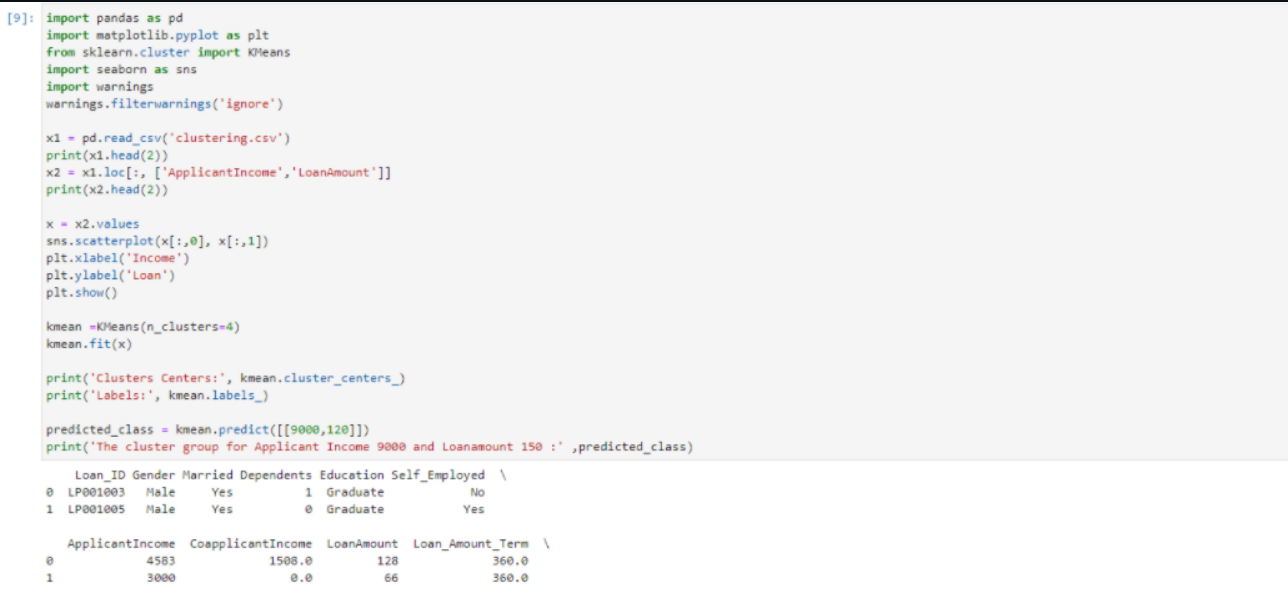 [9]: import pandas as pd
import matplotlib.pyplot as plt
from sklearn.cluster import KMeans
import seaborn as sns
import warnings
warnings.filterwarnings('ignore')
x1 = pd.read_csv('clustering.csv')
print(x1.head(2))
x2 = x1.loc[:, ['ApplicantIncome','LoanAmount']]
print(x2.head(2))
x = x2.values
sns.scatterplot(x[:,0], x[:,1])
plt.xlabel('Income')
plt.ylabel('Loan')
plt.show()
kmean =KMeans(n_clusters=4)
kmean.fit(x)
print('Clusters Centers:', kmean.cluster_centers_)
print('Labels:', kmean.labels_)
predicted_class = kmean.predict([[9000,120]])
print('The cluster group for Applicant Income 9000 and Loanamount 150 :' ,predicted_class)
Loan_ID Gender Married Dependents Education Self_Employed \
0 LP001003 Male Yes 1 Graduate No
1 LP001005 Male Yes 0 Graduate Yes
ApplicantIncome CoapplicantIncome LoanAmount Loan_Amount_Term \
0 4583 1508.0 128 360.0
1 3000 0.0 66 360.0